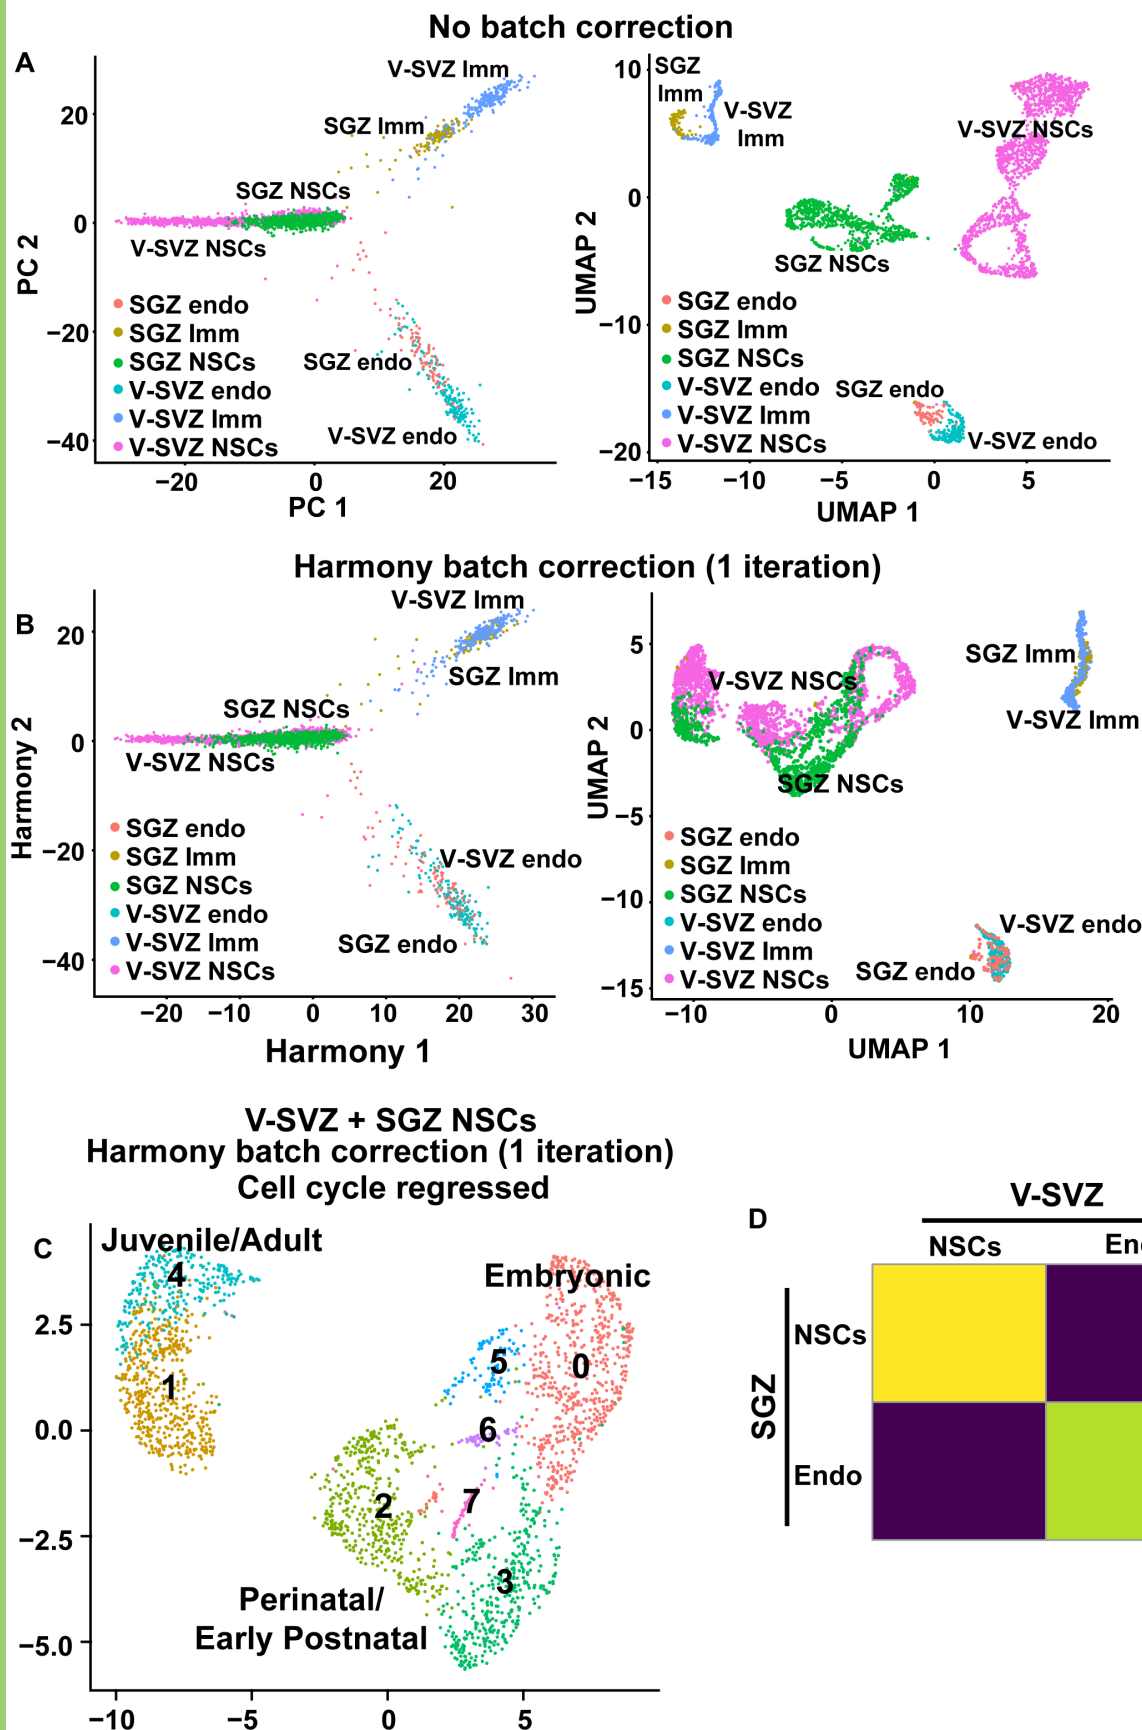 No batch correction
A
V-SVZ Imm
SGZ Imm
SGZ NSCs
V-SVZ NSCs
SGZ endo
SGZ Imm
SGZ NSCs
V-SVZ endo
V-SVZ Imm
V-SVZ NSCs
SGZ endo
V-SVZ endo
20
0
−20
−40
PC 2
−20
0
20
PC 1
10
0
−10
−20
UMAP 2
SGZ
Imm
V-SVZ
Imm
V-SVZ NSCs
SGZ NSCs
SGZ endo
SGZ Imm
SGZ NSCs
V-SVZ endo
V-SVZ Imm
V-SVZ NSCs
SGZ endo
V-SVZ endo
−15
−10
−5
0
5
UMAP 1
Harmony batch correction (1 iteration)
B
V-SVZ Imm
SGZ Imm
SGZ NSCs
V-SVZ NSCs
SGZ endo
SGZ Imm
SGZ NSCs
V-SVZ endo
V-SVZ Imm
V-SVZ NSCs
V-SVZ endo
SGZ endo
20
0
−20
−40
Harmony 2
−20
−10
0
10
20
30
Harmony 1
5
0
−5
−10
−15
UMAP 2
SGZ Imm
V-SVZ Imm
V-SVZ NSCs
SGZ NSCs
SGZ endo
SGZ Imm
SGZ NSCs
V-SVZ endo
V-SVZ Imm
V-SVZ NSCs
V-SVZ endo
SGZ endo
−10
0
10
20
UMAP 1
V-SVZ + SGZ NSCs
Harmony batch correction (1 iteration)
Cell cycle regressed
C
Juvenile/Adult
Embryonic
4
1
5
0
6
2
7
3
Perinatal/
Early Postnatal
2.5
0.0
−2.5
−5.0
−10
−5
0
5
D
V-SVZ
NSCs
SGZ
NSCs
Endo